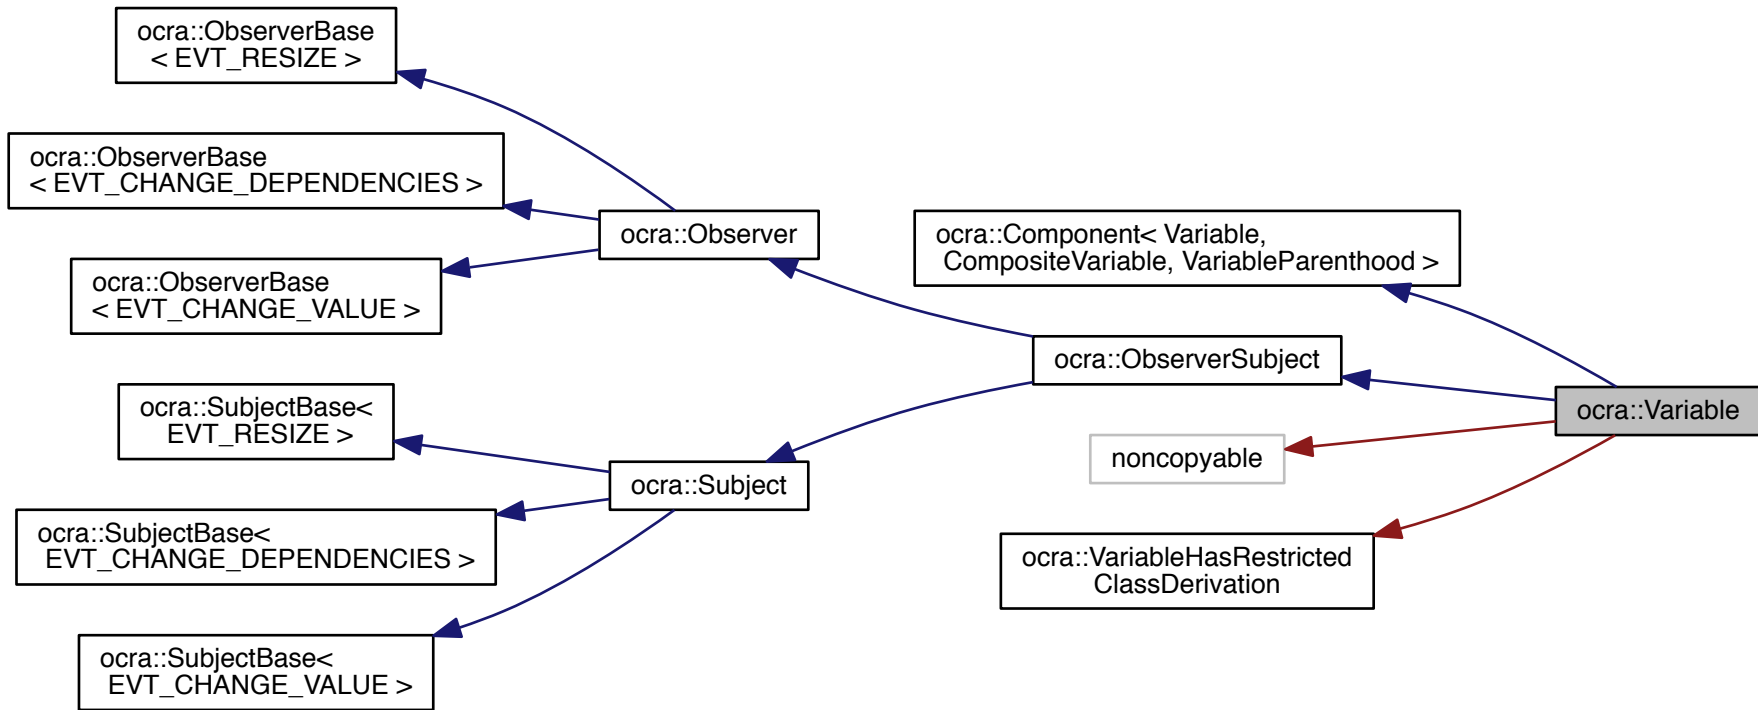 ocra::ObserverBase
< EVT_RESIZE >
ocra::ObserverBase
< EVT_CHANGE_DEPENDENCIES >
ocra::ObserverBase
< EVT_CHANGE_VALUE >
ocra::SubjectBase<
EVT_RESIZE >
ocra::SubjectBase<
EVT_CHANGE_DEPENDENCIES >
ocra::SubjectBase<
EVT_CHANGE_VALUE >
ocra::Observer
ocra::Subject
ocra::Component< Variable,
CompositeVariable, VariableParenthood >
ocra::ObserverSubject
noncopyable
ocra::VariableHasRestricted
ClassDerivation
ocra::Variable